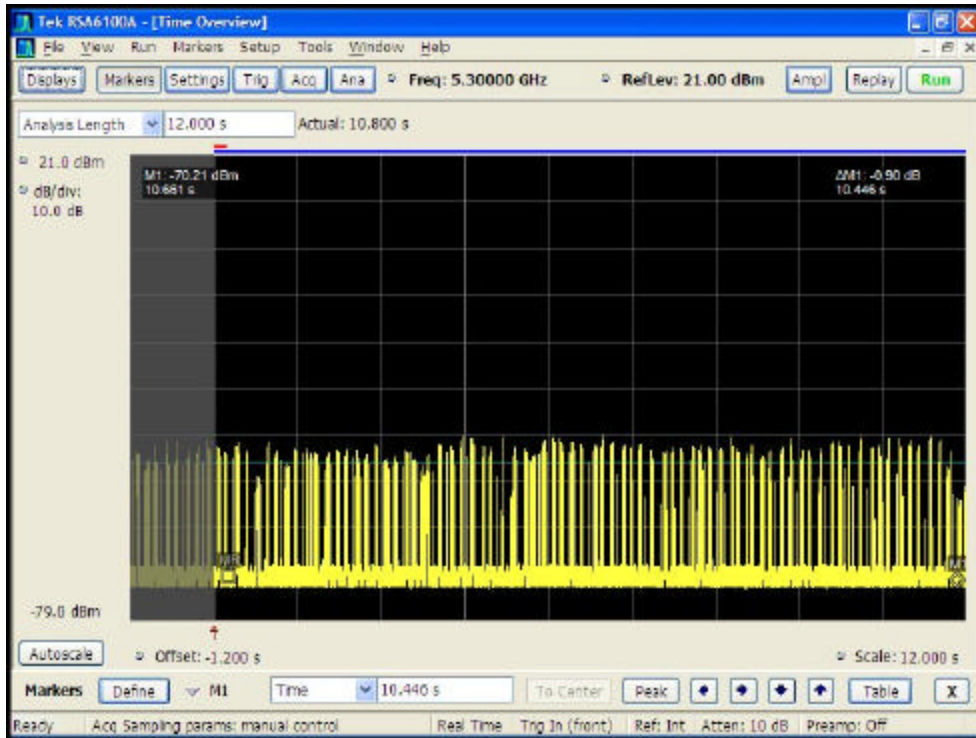 Tek RSA6100A - [Time Overview]
File View Run Markers Setup Tools Window Help
Displays Markers Settings Trig Acq Ana Freq: 5.30000 GHz RefLev: 21.00 dBm Ampl Replay Run
Analysis Length 12.000 s Actual: 10.800 s
21.0 dBm
dB/div:
10.0 dB
M1: -70.21 dBm
10.661 s
ΔM1: -0.90 dB
10.446 s
MR
M1
-79.0 dBm
Autoscale Offset: -1.200 s Scale: 12.000 s
Markers Define M1 Time 10.446 s To Center Peak Table X
Ready Acq Sampling params: manual control Real Time Trig In (front) Ref: Int Atten: 10 dB Preamp: Off